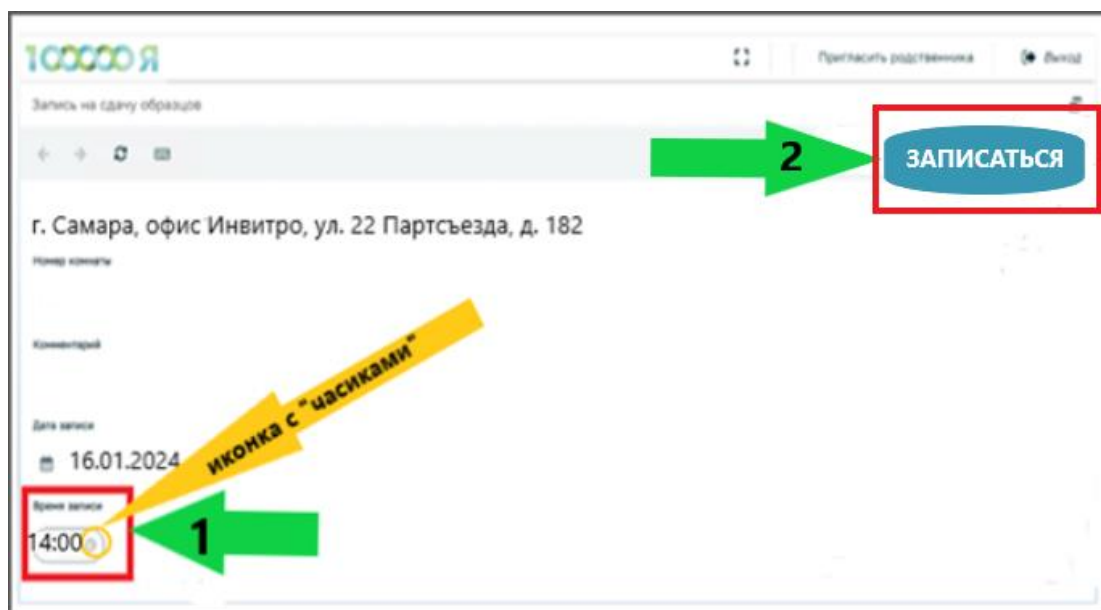 100000 Я
Пригласить родственника
Выход
Запись на сдачу образцов
2
ЗАПИСАТЬСЯ
г. Самара, офис Инвитро, ул. 22 Партсъезда, д. 182
Номер комнаты
Комментарий
иконка с "часиками"
Дата записи
16.01.2024
Время записи
14:00
1